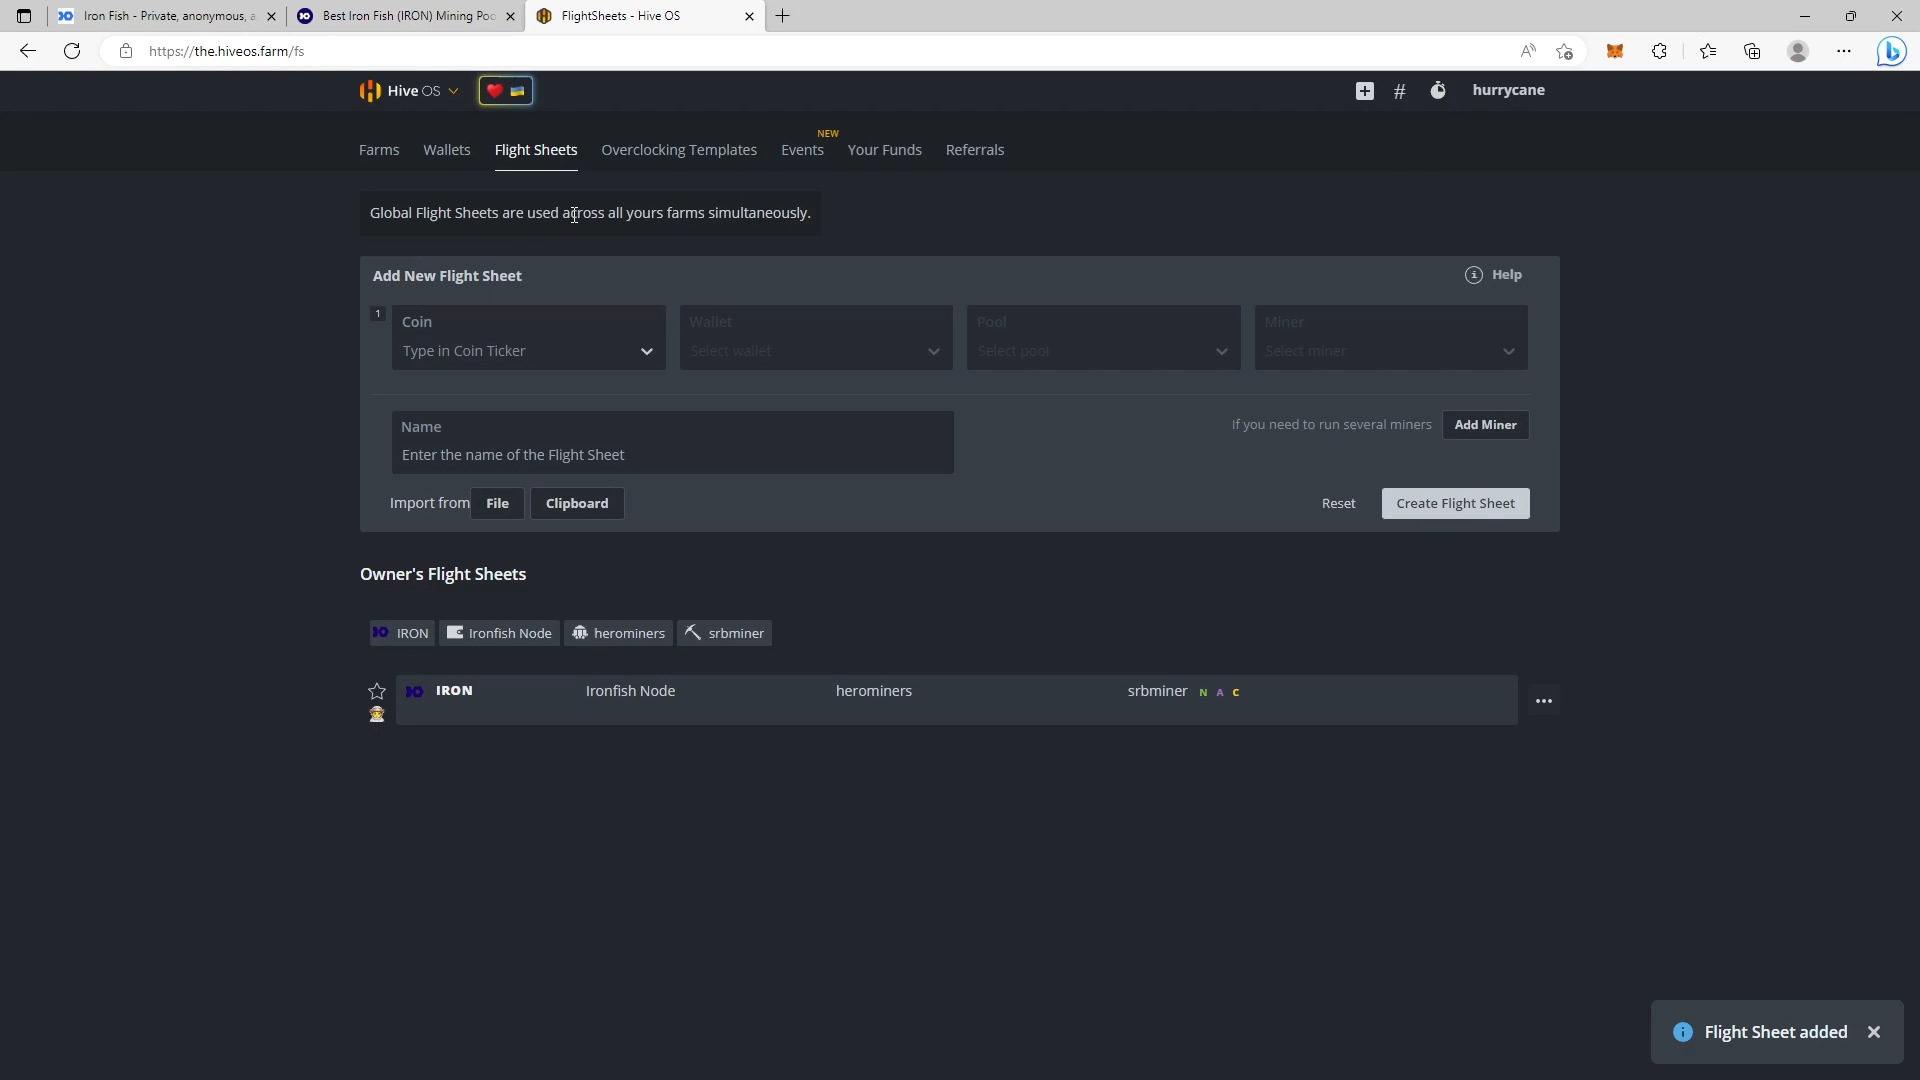 Iron Fish - Private, anonymous, a
Best Iron Fish (IRON) Mining Poo
FlightSheets - Hive OS
https://the.hiveos.farm/fs
Hive OS
hurrycane
NEW
Farms Wallets Flight Sheets Overclocking Templates Events Your Funds Referrals
Global Flight Sheets are used across all yours farms simultaneously.
Add New Flight Sheet
Help
1
Coin
Type in Coin Ticker
Wallet
Select wallet
Pool
Select pool
Miner
Select miner
Name
Enter the name of the Flight Sheet
If you need to run several miners Add Miner
Import from File Clipboard
Reset Create Flight Sheet
Owner's Flight Sheets
IRON Ironfish Node herominers srbminer
IRON Ironfish Node herominers srbminer N A C
Flight Sheet added